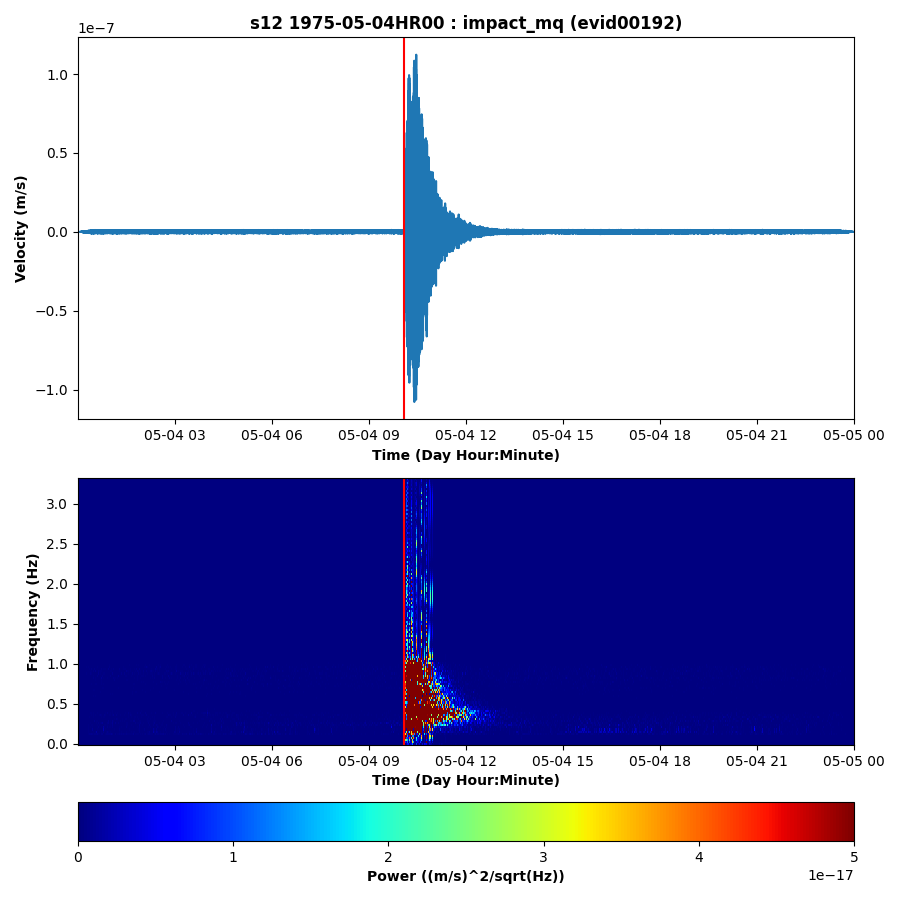 s12 1975-05-04HR00 : impact_mq (evid00192)
1e−7
1.0
0.5
0.0
−0.5
−1.0
Velocity (m/s)
05-04 03 05-04 06 05-04 09 05-04 12 05-04 15 05-04 18 05-04 21 05-05 00
Time (Day Hour:Minute)
3.0
2.5
2.0
1.5
1.0
0.5
0.0
Frequency (Hz)
05-04 03 05-04 06 05-04 09 05-04 12 05-04 15 05-04 18 05-04 21 05-05 00
Time (Day Hour:Minute)
0 1 2 3 4 5
1e−17
Power ((m/s)^2/sqrt(Hz))